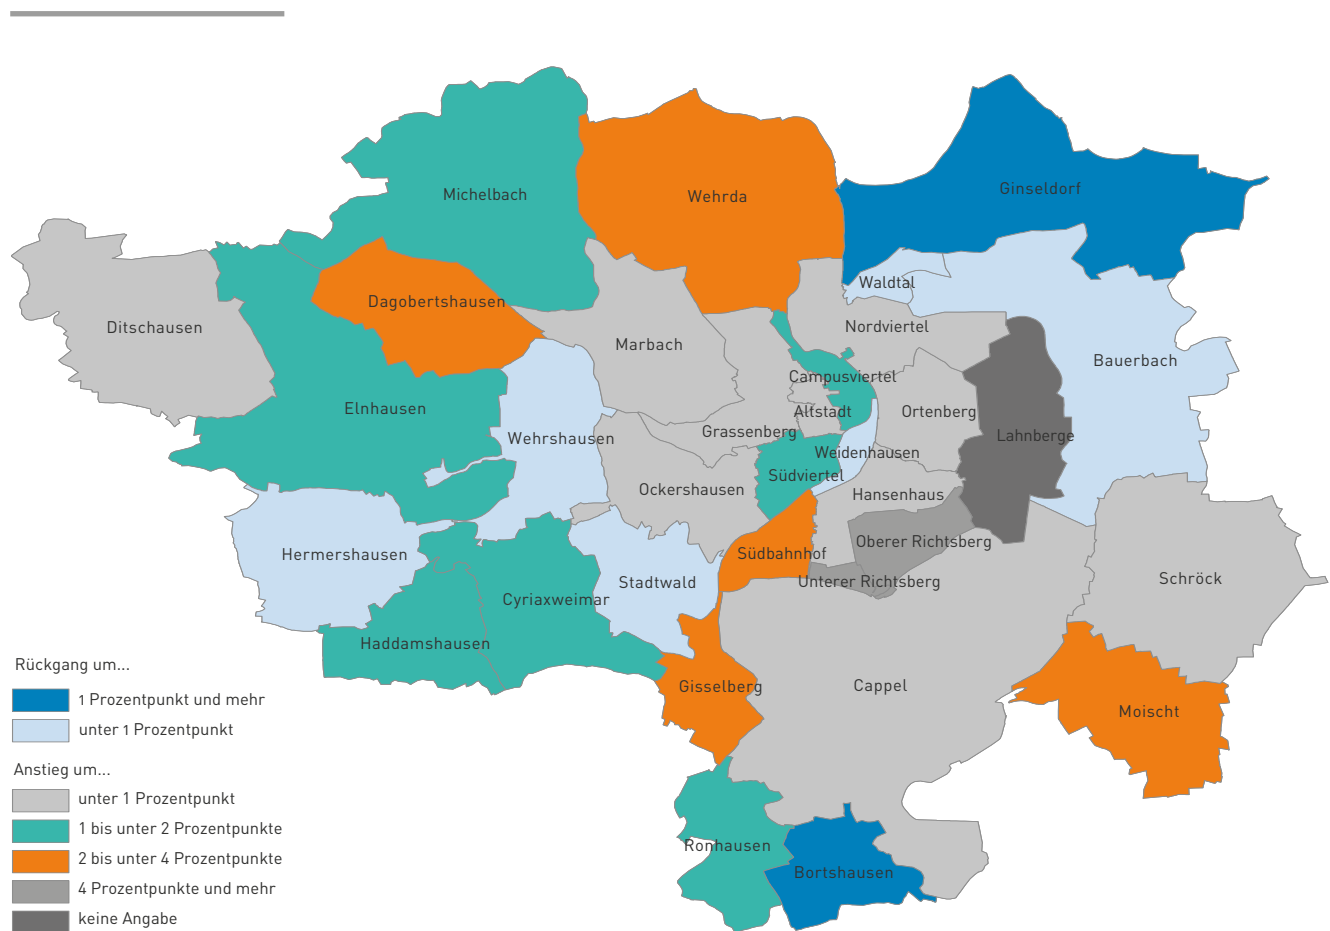 Michelbach
Wehrda
Ginseldorf
Waldtal
Dagobertshausen
Ditschausen
Nordviertel
Marbach
Bauerbach
Campusviertel
Elnhausen
Altstadt
Ortenberg
Grassenberg
Lahnberge
Wehrshausen
Weidenhausen
Südviertel
Ockershausen
Hansenhaus
Oberer Richtsberg
Hermershausen
Südbahnhof
Stadtwald
Unterer Richtsberg
Schröck
Cyriaxweimar
Haddamshausen
Gisselberg
Cappel
Moischt
Ronhausen
Bortshausen
Rückgang um...
1 Prozentpunkt und mehr
unter 1 Prozentpunkt
Anstieg um...
unter 1 Prozentpunkt
1 bis unter 2 Prozentpunkte
2 bis unter 4 Prozentpunkte
4 Prozentpunkte und mehr
keine Angabe